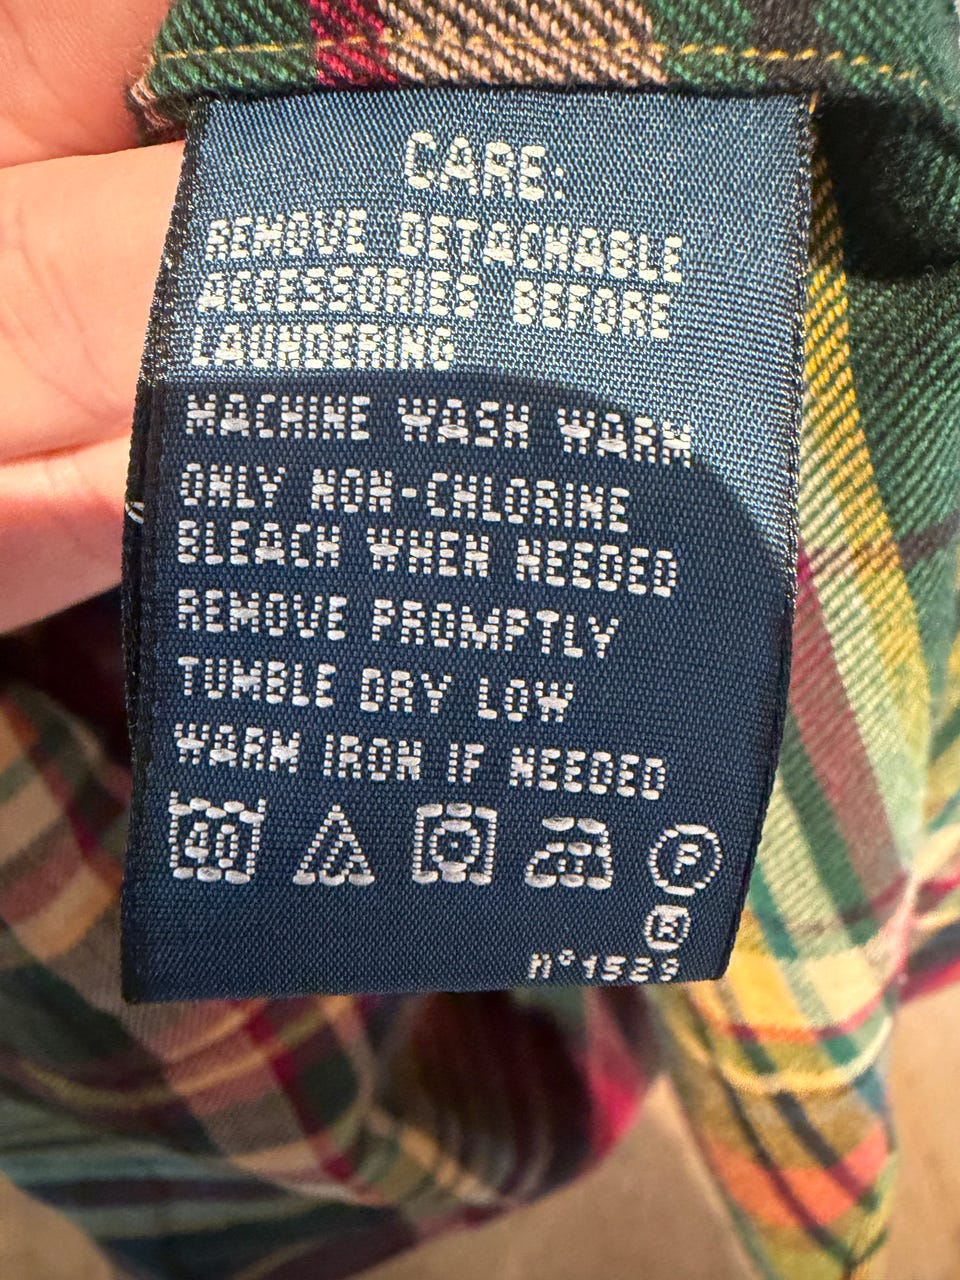 CARE:
REMOVE DETACHABLE
ACCESSORIES BEFORE
LAUNDERING
MACHINE WASH WARM
ONLY NON-CHLORINE
BLEACH WHEN NEEDED
REMOVE PROMPTLY
TUMBLE DRY LOW
WARM IRON IF NEEDED
40
P
R
N°1529